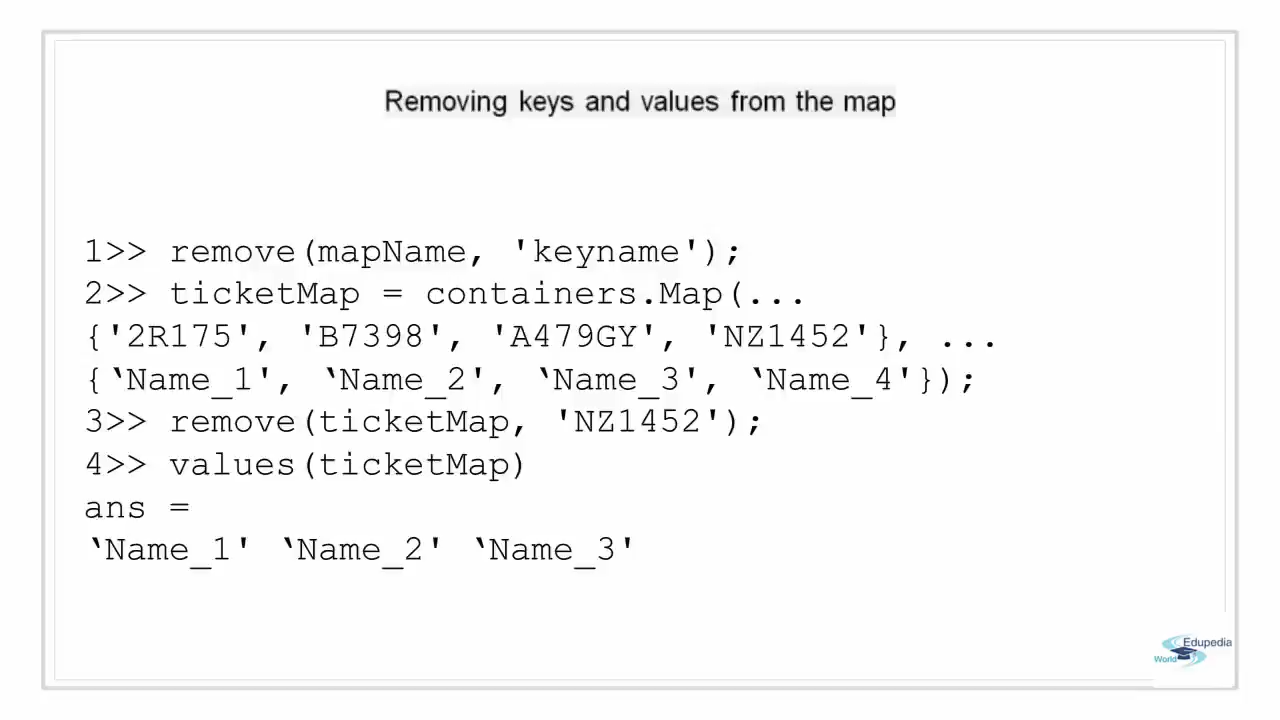 Removing keys and values from the map
1>> remove(mapName, 'keyname');
2>> ticketMap = containers.Map(...
{'2R175', 'B7398', 'A479GY', 'NZ1452'}, ...
{‘Name_1', ‘Name_2', ‘Name_3', ‘Name_4'});
3>> remove(ticketMap, 'NZ1452');
4>> values(ticketMap)
ans =
‘Name_1' ‘Name_2' ‘Name_3'
Edupedia
World